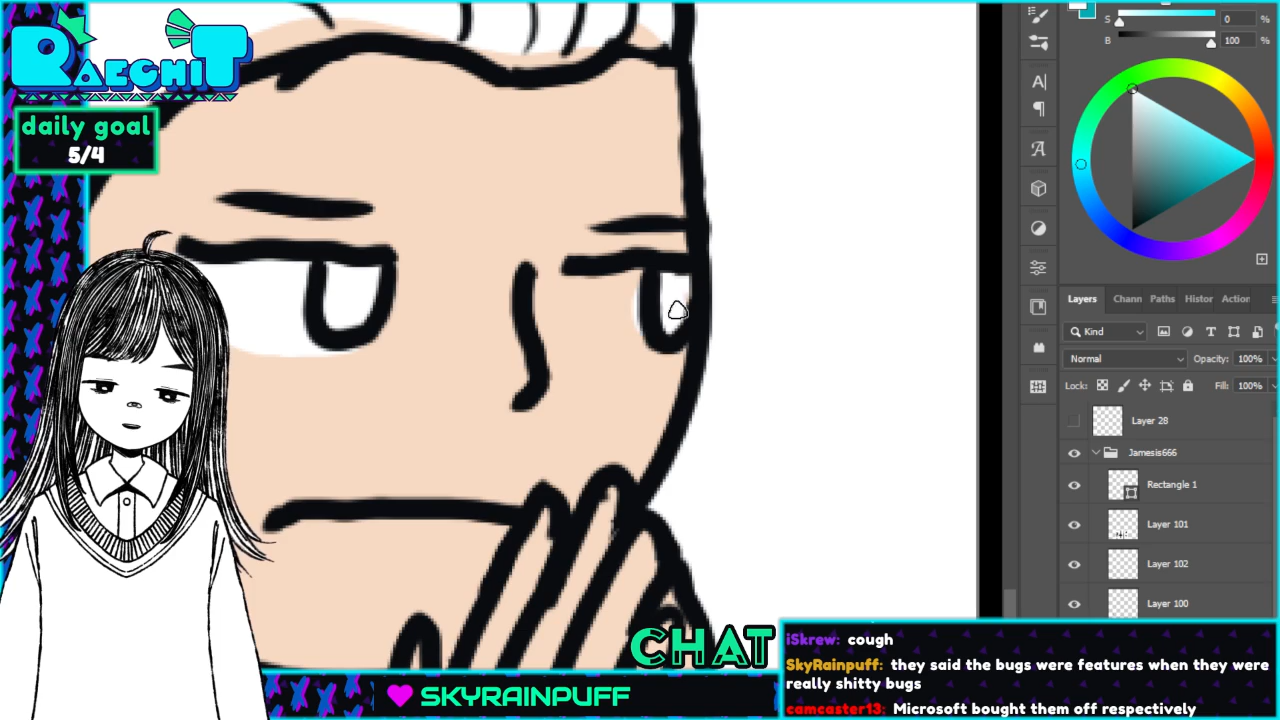 RAECHIT
daily goal
5/4
S 0 %
B 100 %
Layers Chann Paths Histor Action
Kind
Normal Opacity: 100%
Lock: Fill: 100%
Layer 28
Jamesis666
Rectangle 1
Layer 101
Layer 102
Layer 100
CHAT
iSkrew: cough
SkyRainpuff: they said the bugs were features when they were
really shitty bugs
camcaster13: Microsoft bought them off respectively
SKYRAINPUFF